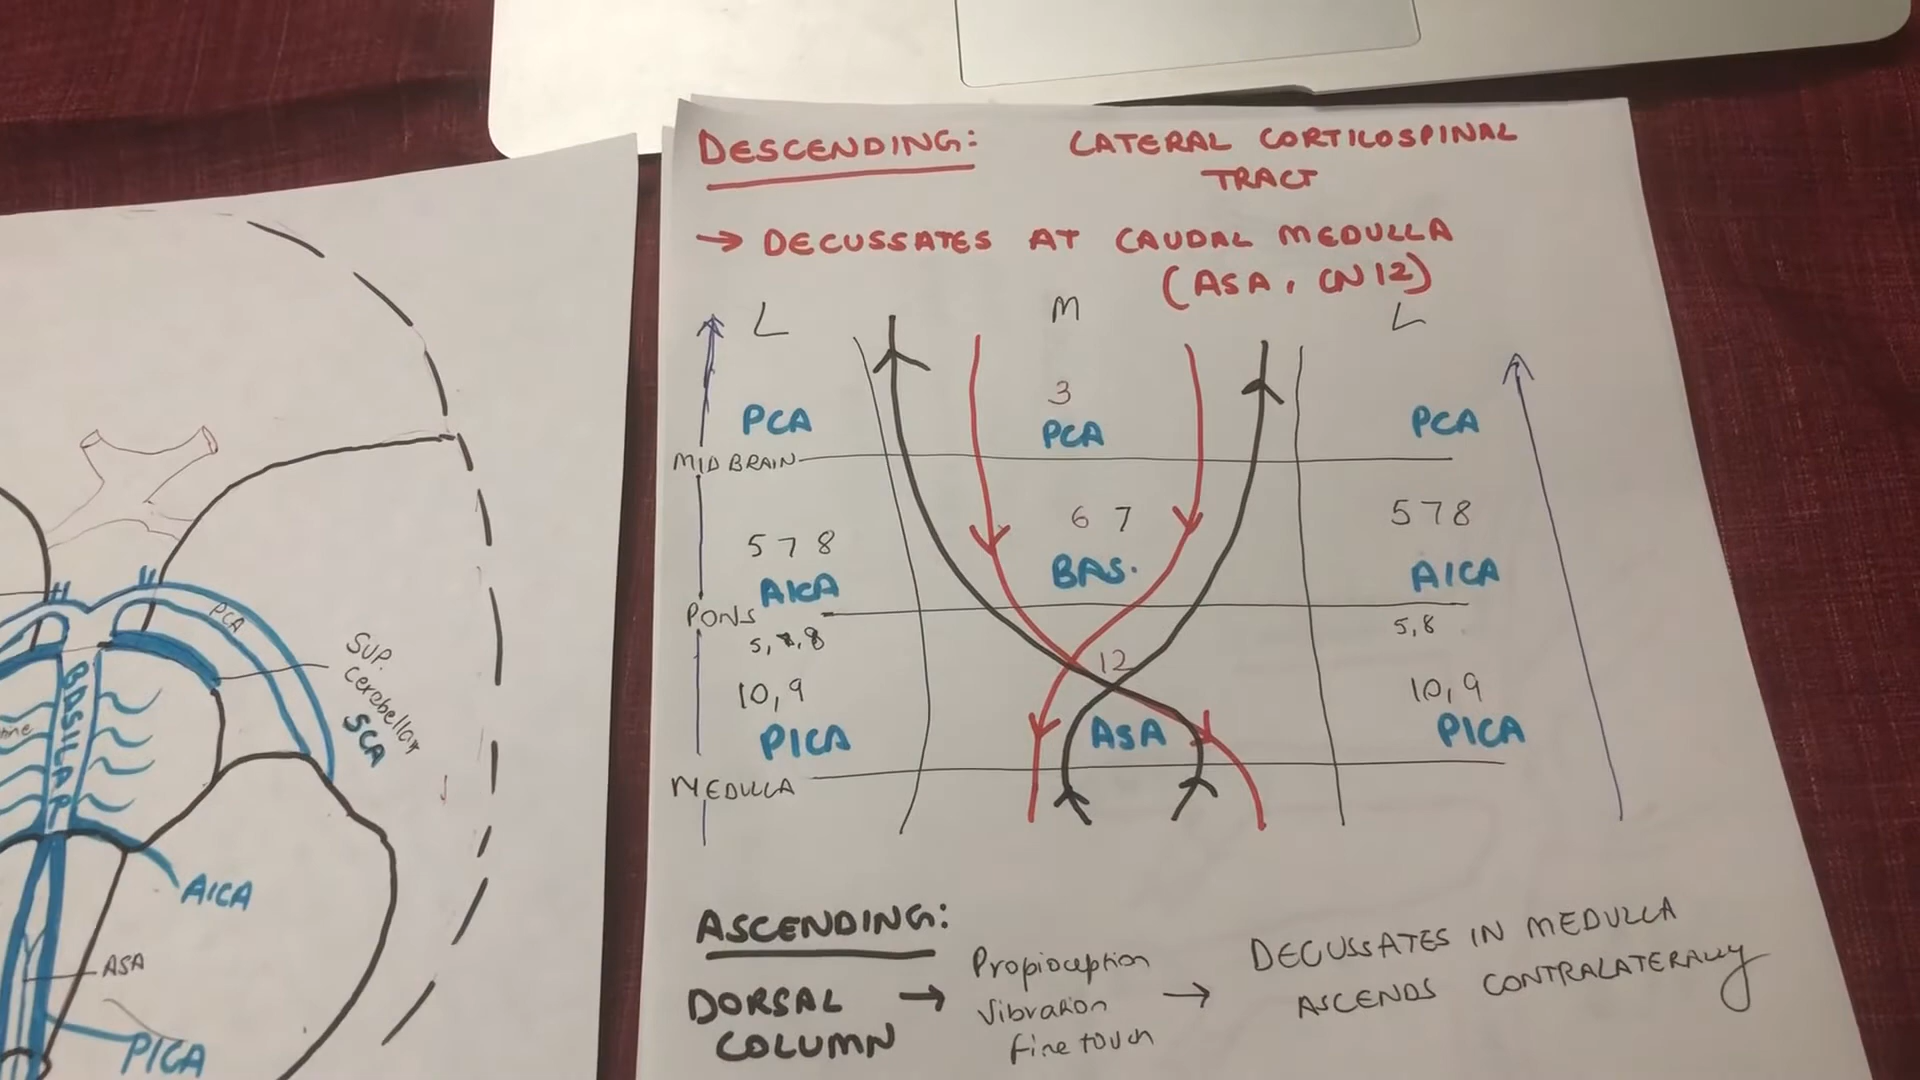 DESCENDING: LATERAL CORTILOSPINAL
TRACT
→ DECUSSATES AT CAUDAL MEDULLA
(ASA, CN12)
L M L
3
PCA PCA PCA
MIDBRAIN
5 7 8 6 7 5 7 8
AICA BAS. AICA
PONS
5, 7, 8 5,8
12
10,9 10,9
PICA ASA PICA
MEDULLA
ASCENDING:
DORSAL
COLUMN
→ Propioception
Vibration
fine touch
→ DECUSSATES IN MEDULLA
ASCENDS CONTRALATERALLY
PCA
SUP.
Cerebellar
SCA
BASILAR
AICA
ASA
PICA